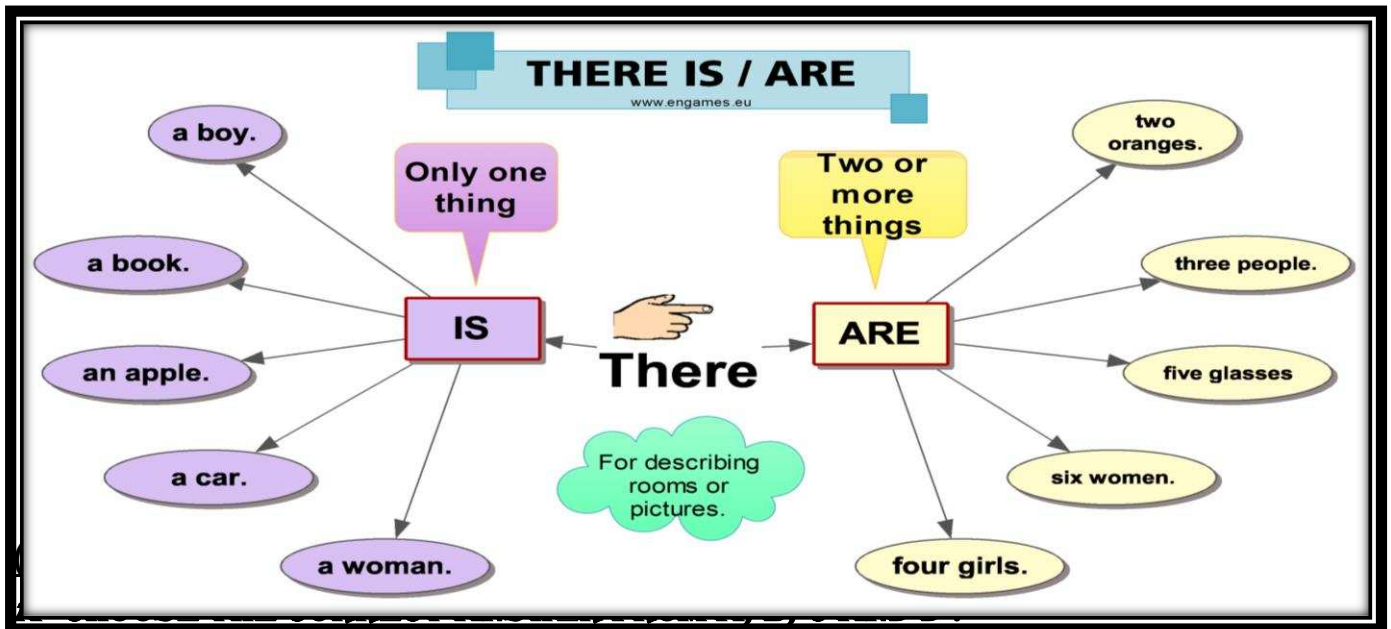 THERE IS / ARE
www.engames.eu
a boy.
Only one
thing
Two or
more
things
two
oranges.
a book.
three people.
IS
There
ARE
an apple.
five glasses
a car.
For describing
rooms or
pictures.
six women.
a woman.
four girls.